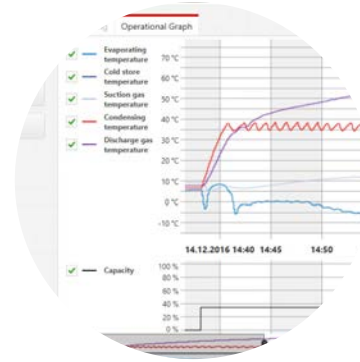 Operational Graph
Evaporating
temperature
Cold store
temperature
Suction gas
temperature
Condensing
temperature
Discharge gas
temperature
70 °C
60 °C
50 °C
40 °C
30 °C
20 °C
10 °C
0 °C
-10 °C
14.12.2016 14:40 14:45 14:50
Capacity
100 %
80 %
60 %
40 %
20 %
0 %